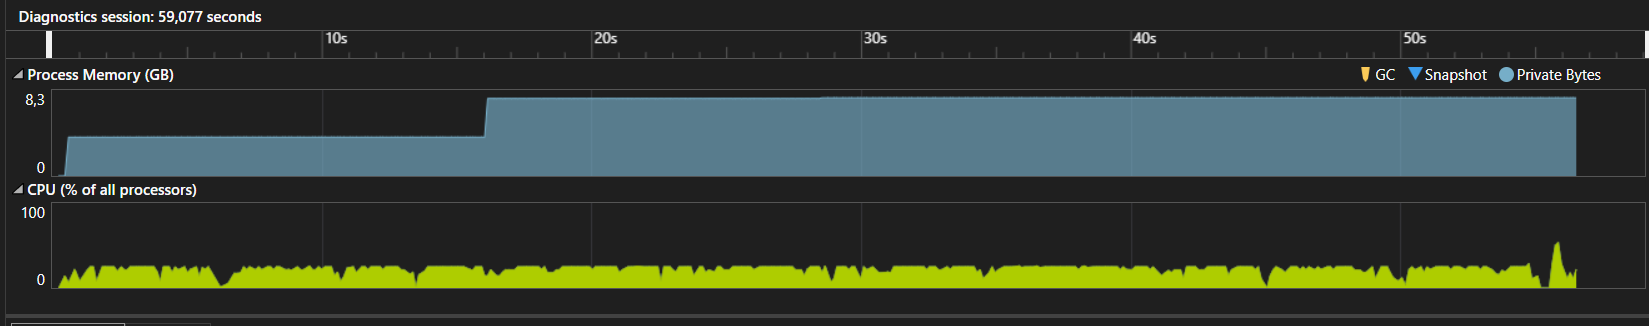 Diagnostics session: 59,077 seconds
10s 20s 30s 40s 50s
Process Memory (GB) GC Snapshot Private Bytes
8,3
0
CPU (% of all processors)
100
0